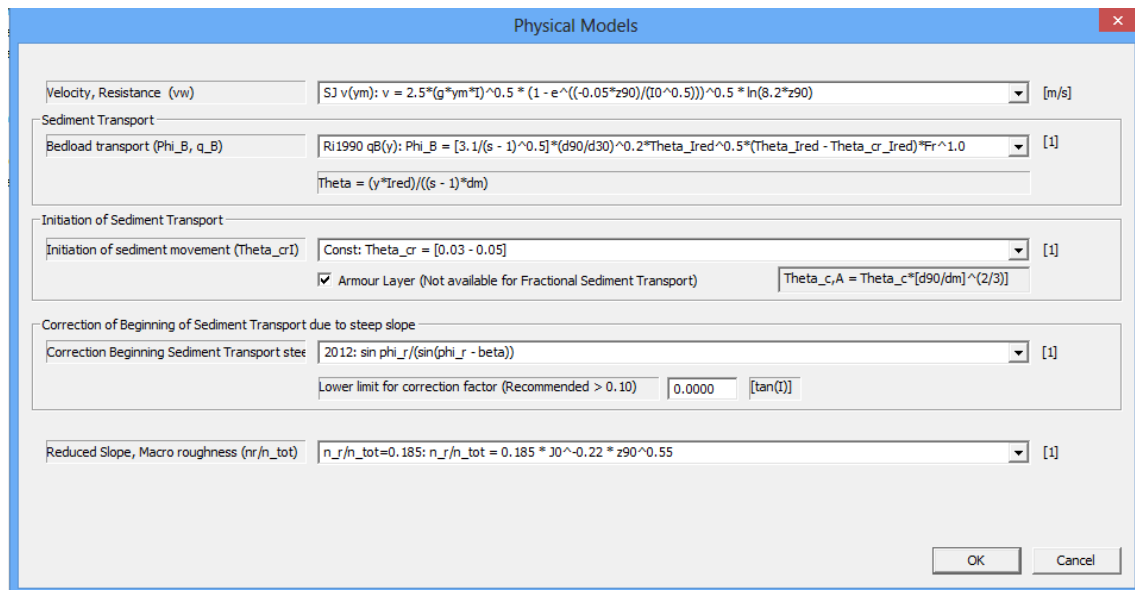 Physical Models
Velocity, Resistance (vw) SJ v(ym): v = 2.5*(g*ym*I)^0.5 * (1 - e^((-0.05*z90)/(I0^0.5)))^0.5 * ln(8.2*z90) [m/s]
Sediment Transport
Bedload transport (Phi_B, q_B) Ri1990 qB(y): Phi_B = [3.1/(s - 1)^0.5]*(d90/d30)^0.2*Theta_Ired^0.5*(Theta_Ired - Theta_cr_Ired)*Fr^1.0 [1]
Theta = (y*Ired)/((s - 1)*dm)
Initiation of Sediment Transport
Initiation of sediment movement (Theta_crI) Const: Theta_cr = [0.03 - 0.05] [1]
Armour Layer (Not available for Fractional Sediment Transport) Theta_c,A = Theta_c*[d90/dm]^(2/3)]
Correction of Beginning of Sediment Transport due to steep slope
Correction Beginning Sediment Transport stee 2012: sin phi_r/(sin(phi_r - beta)) [1]
Lower limit for correction factor (Recommended > 0.10) 0.0000 [tan(I)]
Reduced Slope, Macro roughness (nr/n_tot) n_r/n_tot=0.185: n_r/n_tot = 0.185 * J0^-0.22 * z90^0.55 [1]
OK Cancel